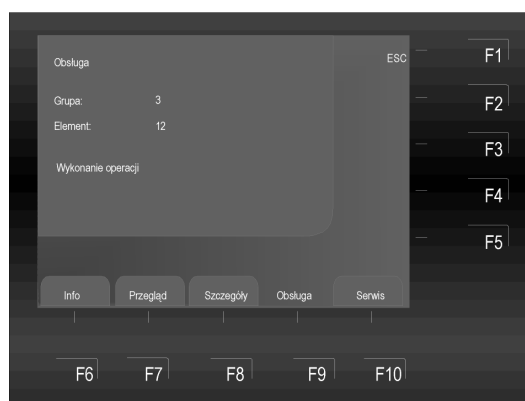 Obsługa
ESC
F1
Grupa: 3
F2
Element: 12
F3
Wykonanie operacji
F4
F5
Info Przegląd Szczegóły Obsługa Serwis
F6 F7 F8 F9 F10